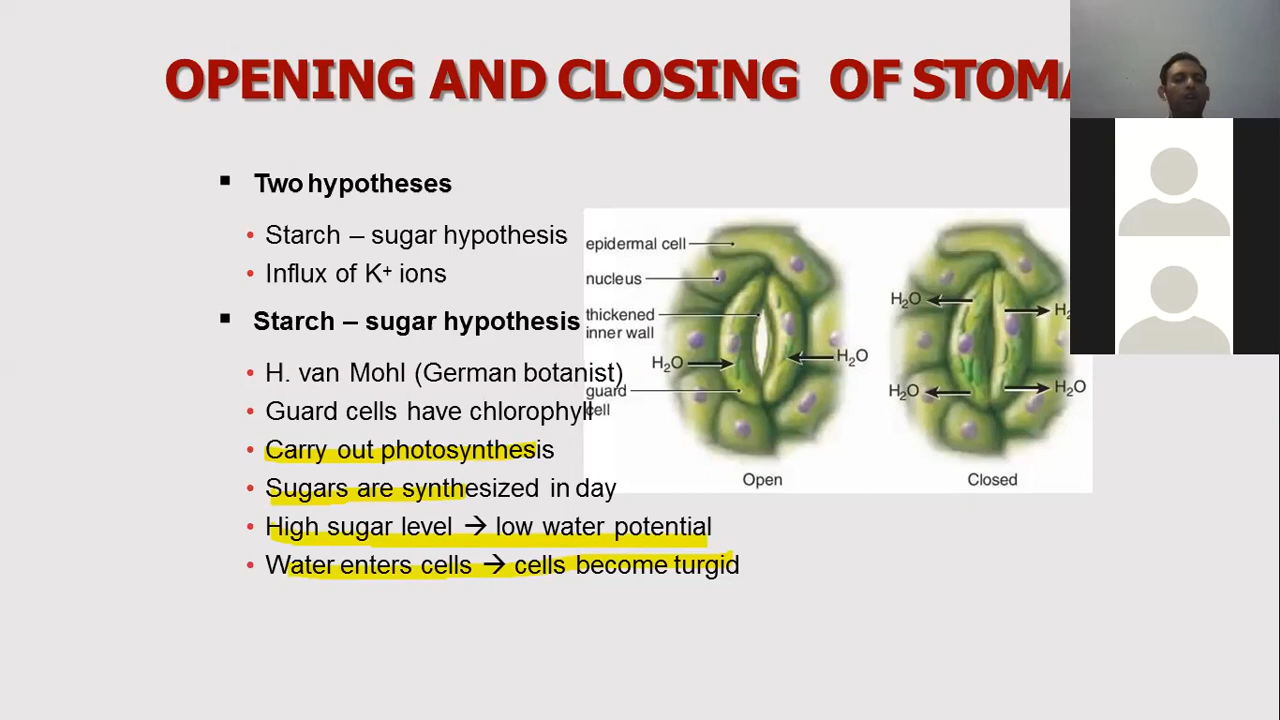 OPENING AND CLOSING OF STOMA
▪ Two hypotheses
• Starch – sugar hypothesis
• Influx of K⁺ ions
▪ Starch – sugar hypothesis
• H. van Mohl (German botanist)
• Guard cells have chlorophyll
• Carry out photosynthesis
• Sugars are synthesized in day
• High sugar level → low water potential
• Water enters cells → cells become turgid
epidermal cell
nucleus
thickened
inner wall
H₂O
H₂O
guard
cell
Open
H₂O
H₂
H₂O
H₂O
Closed